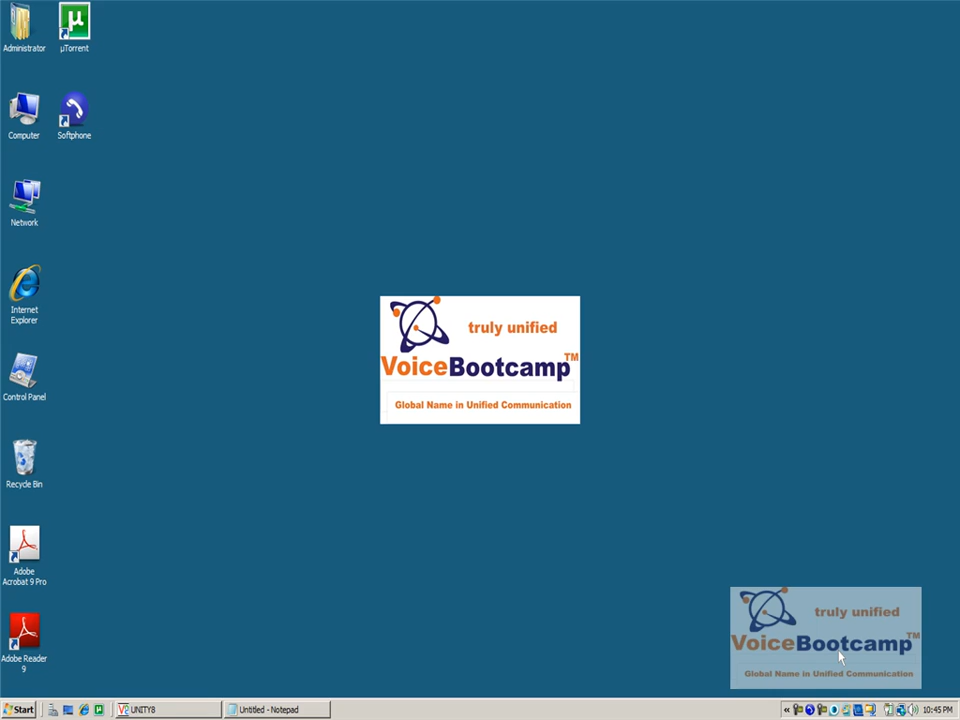 Administrator
µTorrent
Computer
Softphone
Network
Internet
Explorer
Control Panel
Recycle Bin
Adobe
Acrobat 9 Pro
Adobe Reader
9
truly unified
VoiceBootcamp™
Global Name in Unified Communication
truly unified
VoiceBootcamp™
Global Name in Unified Communication
Start
UNITY8
Untitled - Notepad
10:45 PM